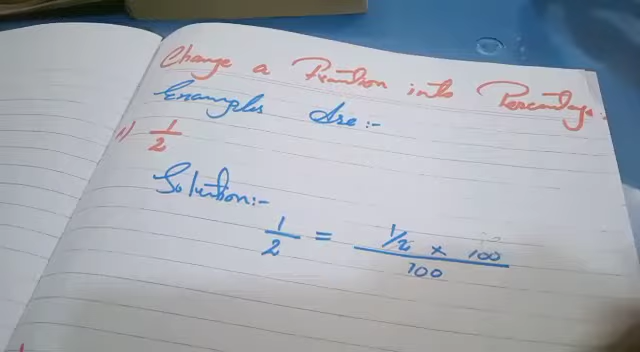 Change a Fraction into Percentage.
Examples Are:-
1) 1/2
Solution:-
1/2 = 1/2 x 100 / 100